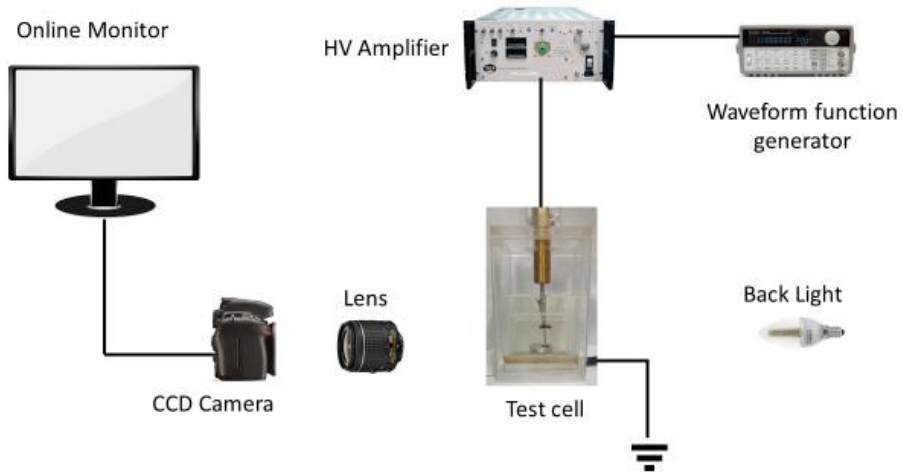 Online Monitor
HV Amplifier
Waveform function
generator
Lens
Back Light
CCD Camera
Test cell